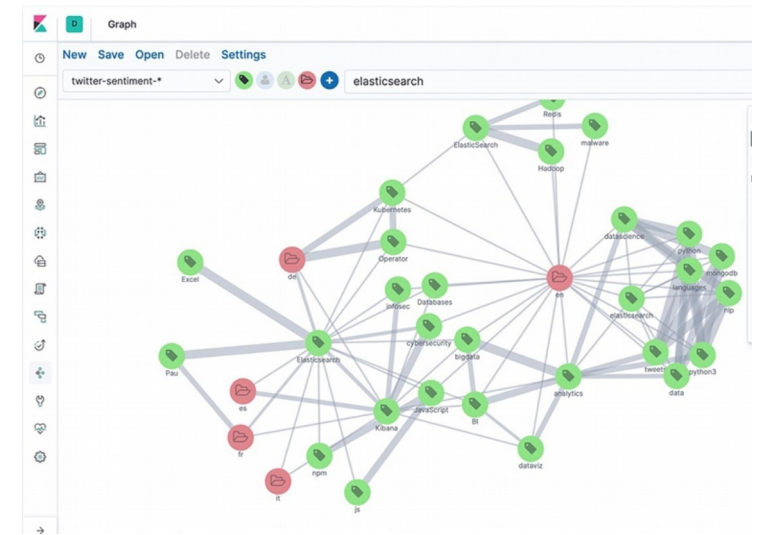 D Graph
New Save Open Delete Settings
twitter-sentiment-* A elasticsearch
Redis
ElasticSearch
malware
Hadoop
Kubernetes
datascience
Operator
python
de
mongodb
Excel
languages
en
nlp
infosec
Databases
elasticsearch
cybersecurity
Elasticsearch
bigdata
Pau
tweets
python3
data
analytics
es
JavaScript
Kibana
BI
fr
dataviz
npm
it
js